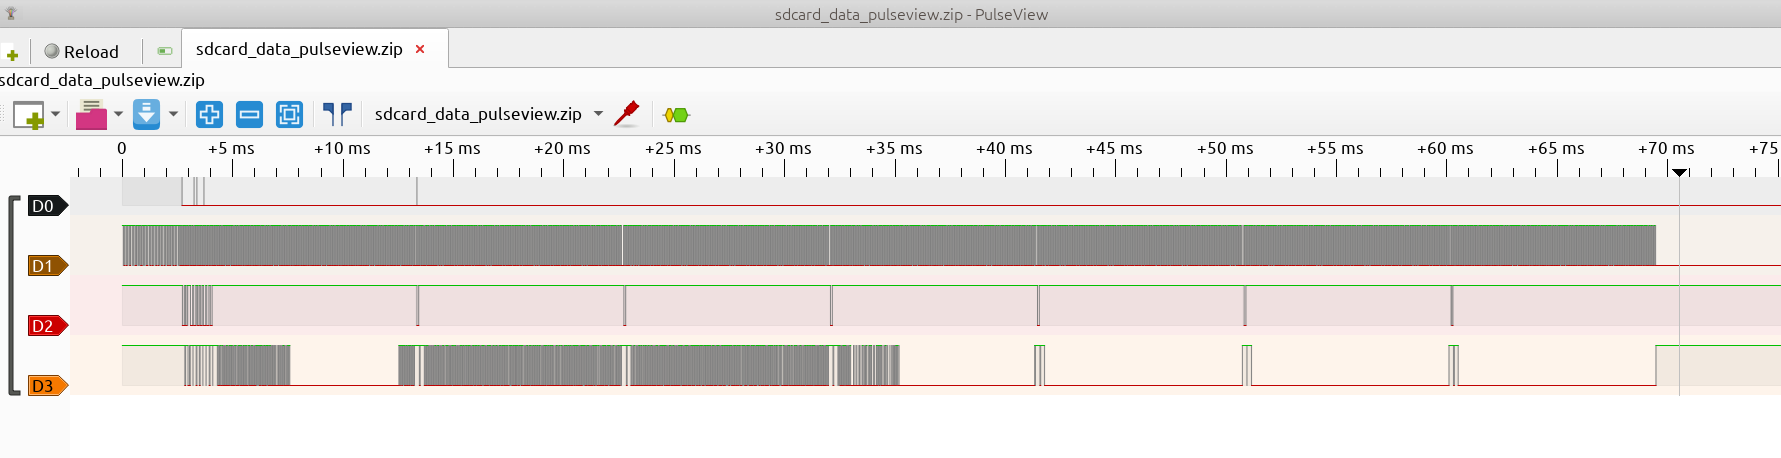 sdcard_data_pulseview.zip - PulseView
Reload sdcard_data_pulseview.zip
sdcard_data_pulseview.zip
sdcard_data_pulseview.zip
0 +5 ms +10 ms +15 ms +20 ms +25 ms +30 ms +35 ms +40 ms +45 ms +50 ms +55 ms +60 ms +65 ms +70 ms +75
D0
D1
D2
D3